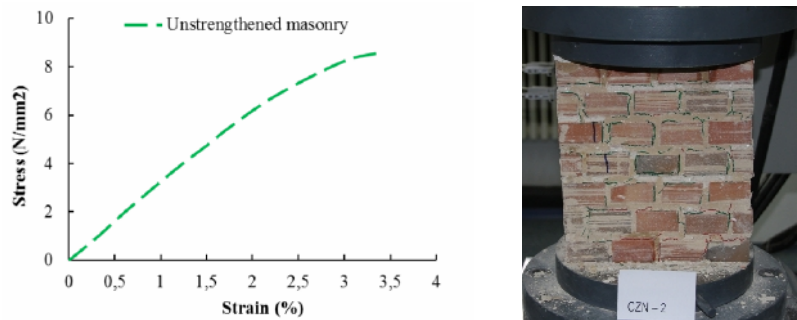 Unstrengthened masonry
Stress (N/mm2)
10
8
6
4
2
0
0 0,5 1 1,5 2 2,5 3 3,5 4
Strain (%)
CZN-2